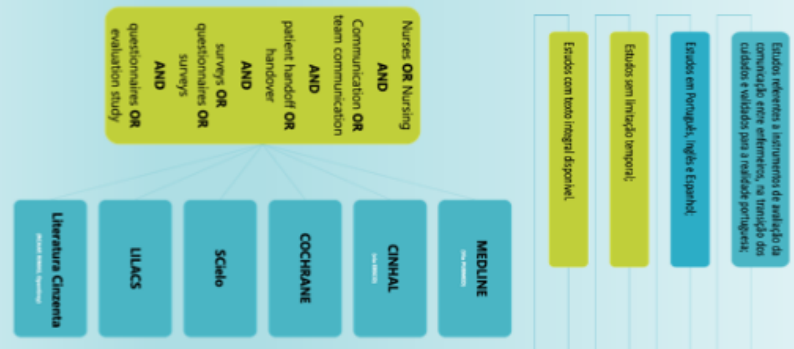 Estudos referentes a instrumentos de avaliação da
comunicação entre enfermeiros, na transição dos
cuidados e validados para a realidade portuguesa;
Estudos em Português, Inglês e Espanhol;
Estudos sem limitação temporal;
Estudos com texto integral disponível.
Nurses OR Nursing
AND
Communication OR
team communication
AND
patient handoff OR
handover
AND
surveys OR
questionnaires OR
surveys
AND
questionnaires OR
evaluation study
MEDLINE
CINHAL
COCHRANE
SCielo
LILACS
Literatura Cinzenta